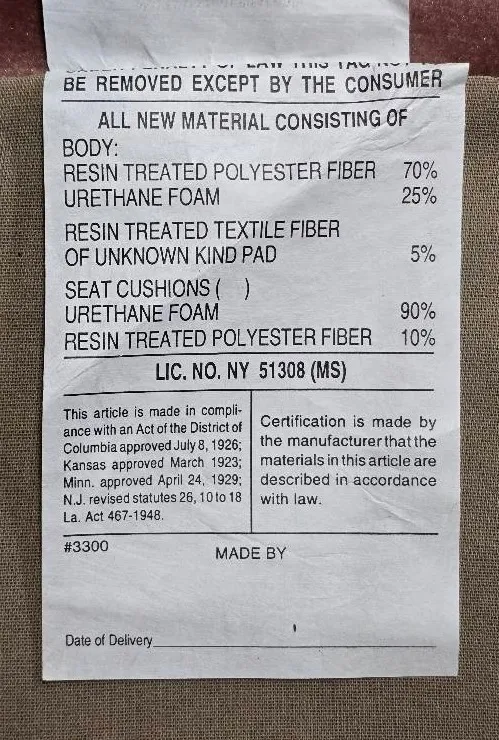 LAW THIS TAG NOT TO
BE REMOVED EXCEPT BY THE CONSUMER
ALL NEW MATERIAL CONSISTING OF
BODY:
RESIN TREATED POLYESTER FIBER 70%
URETHANE FOAM 25%
RESIN TREATED TEXTILE FIBER
OF UNKNOWN KIND PAD 5%
SEAT CUSHIONS ( )
URETHANE FOAM 90%
RESIN TREATED POLYESTER FIBER 10%
LIC. NO. NY 51308 (MS)
This article is made in compli-
ance with an Act of the District of
Columbia approved July 8, 1926;
Kansas approved March 1923;
Minn. approved April 24, 1929;
N.J. revised statutes 26, 10 to 18
La. Act 467-1948.
Certification is made by
the manufacturer that the
materials in this article are
described in accordance
with law.
#3300
MADE BY
Date of Delivery